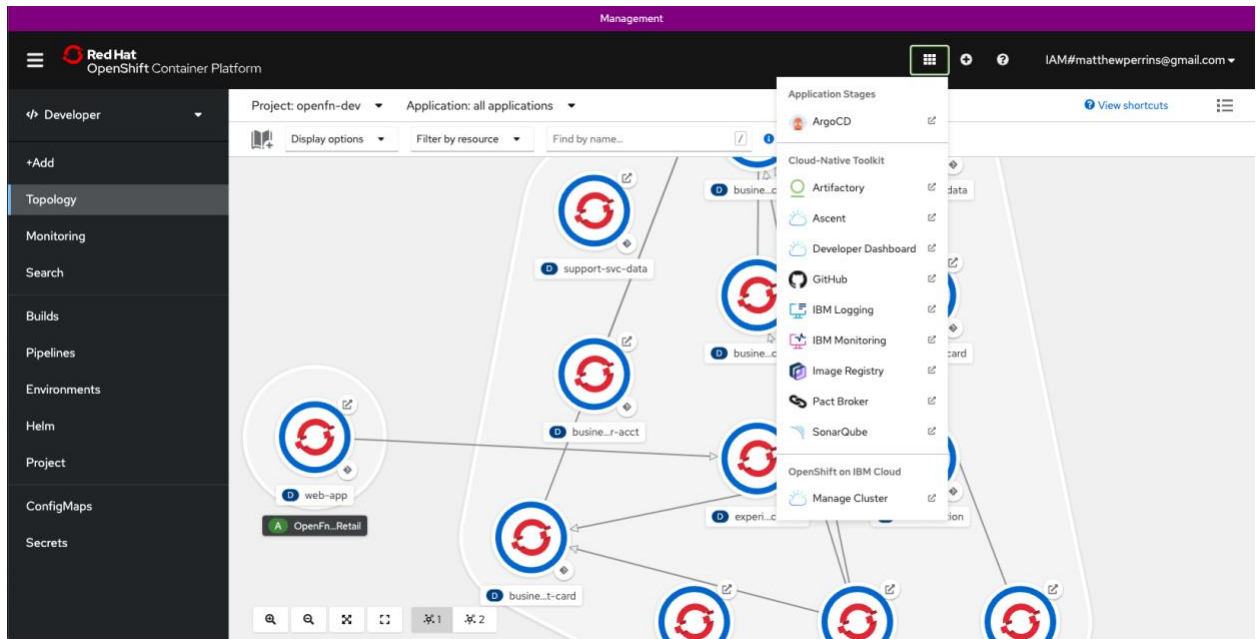 Management
Red Hat
OpenShift Container Platform
IAM#matthewperrins@gmail.com
</> Developer
+Add
Topology
Monitoring
Search
Builds
Pipelines
Environments
Helm
Project
ConfigMaps
Secrets
Project: openfn-dev
Application: all applications
View shortcuts
Display options
Filter by resource
Find by name...
/
Application Stages
ArgoCD
Cloud-Native Toolkit
Artifactory
Ascent
Developer Dashboard
GitHub
IBM Logging
IBM Monitoring
Image Registry
Pact Broker
SonarQube
OpenShift on IBM Cloud
Manage Cluster
D busine...c
data
D support-svc-data
D busine...c
card
D busine...r-acct
D web-app
A OpenFn...Retail
D experi...c
D
ion
D busine...t-card
1
2